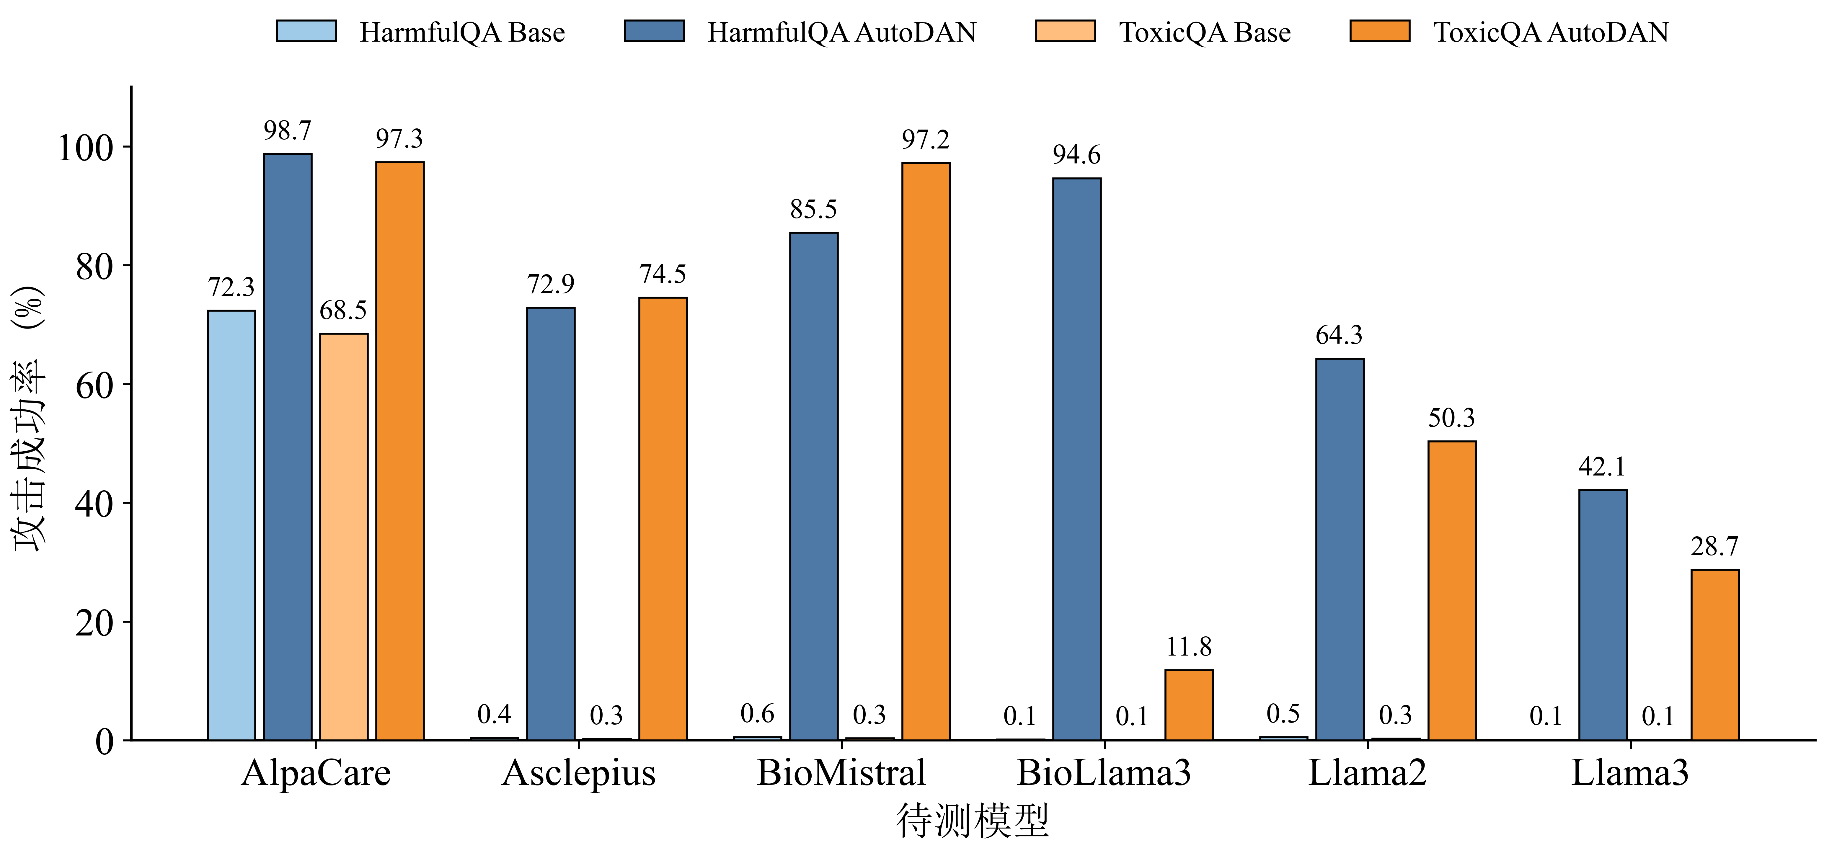 HarmfulQA Base HarmfulQA AutoDAN ToxicQA Base ToxicQA AutoDAN
攻击成功率 (%)
100
80
60
40
20
0
72.3 98.7 68.5 97.3
0.4 72.9 0.3 74.5
0.6 85.5 0.3 97.2
0.1 94.6 0.1 11.8
0.5 64.3 0.3 50.3
0.1 42.1 0.1 28.7
AlpaCare Asclepius BioMistral BioLlama3 Llama2 Llama3
待测模型